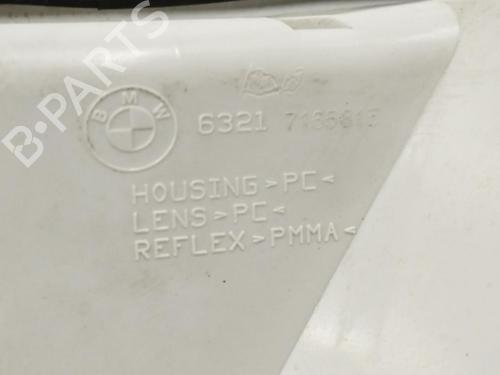 BMW
6321
HOUSING>PC<
LENS>PC<
REFLEX>PMMA<
B-PARTS